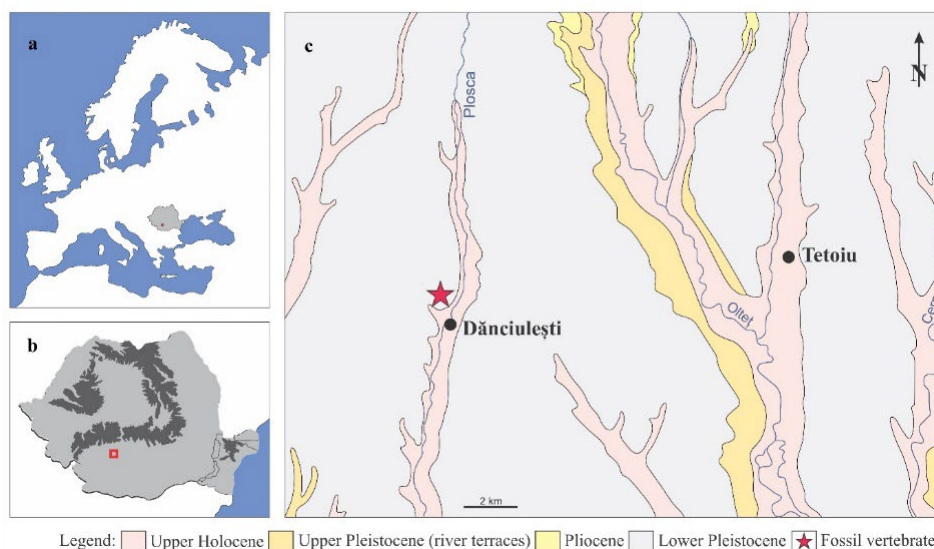 a
b
c
N
Plosca
Tetoiu
Olteț
Dănciulești
2 km
Legend: Upper Holocene Upper Pleistocene (river terraces) Pliocene Lower Pleistocene Fossil vertebrate